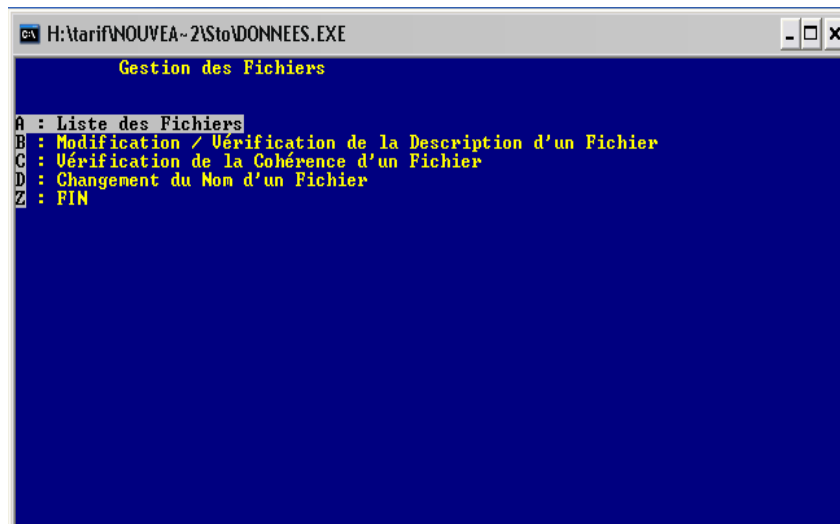 H:\tarif\NOUVEA~2\Sto\DONNEES.EXE
Gestion des Fichiers
A : Liste des Fichiers
B : Modification / Vérification de la Description d'un Fichier
C : Vérification de la Cohérence d'un Fichier
D : Changement du Nom d'un Fichier
Z : FIN